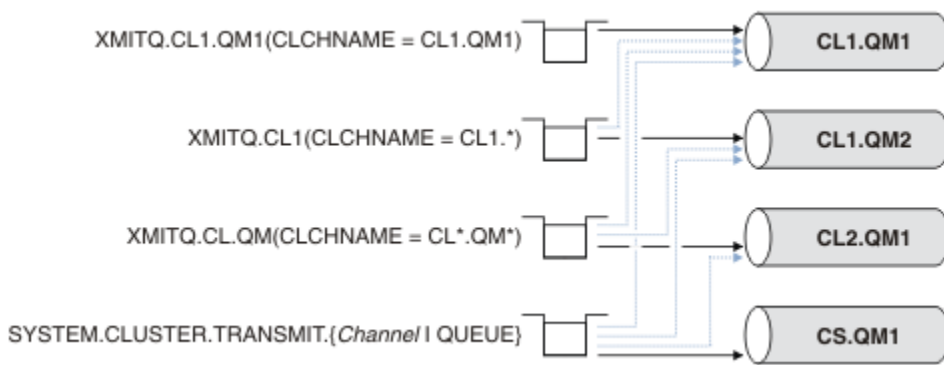 XMITQ.CL1.QM1(CLCHNAME = CL1.QM1)
CL1.QM1
XMITQ.CL1(CLCHNAME = CL1.*)
CL1.QM2
XMITQ.CL.QM(CLCHNAME = CL*.QM*)
CL2.QM1
SYSTEM.CLUSTER.TRANSMIT.{Channel | QUEUE}
CS.QM1